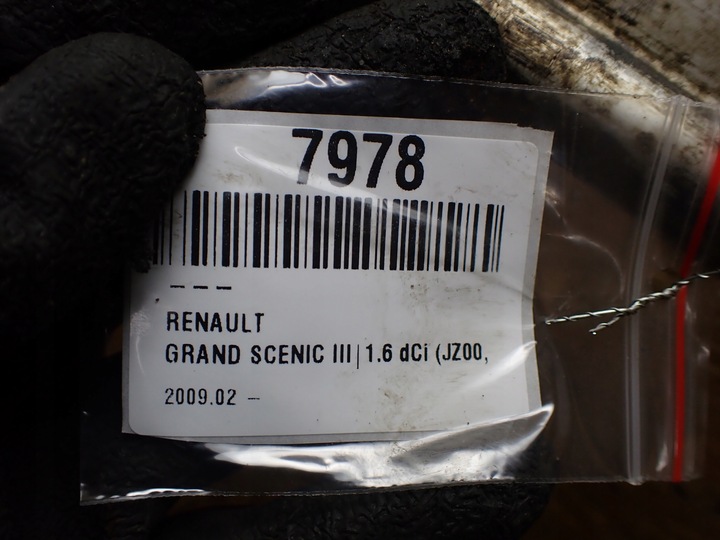 7978
---
RENAULT
GRAND SCENIC III| 1.6 dCi (JZ00,
2009.02 -